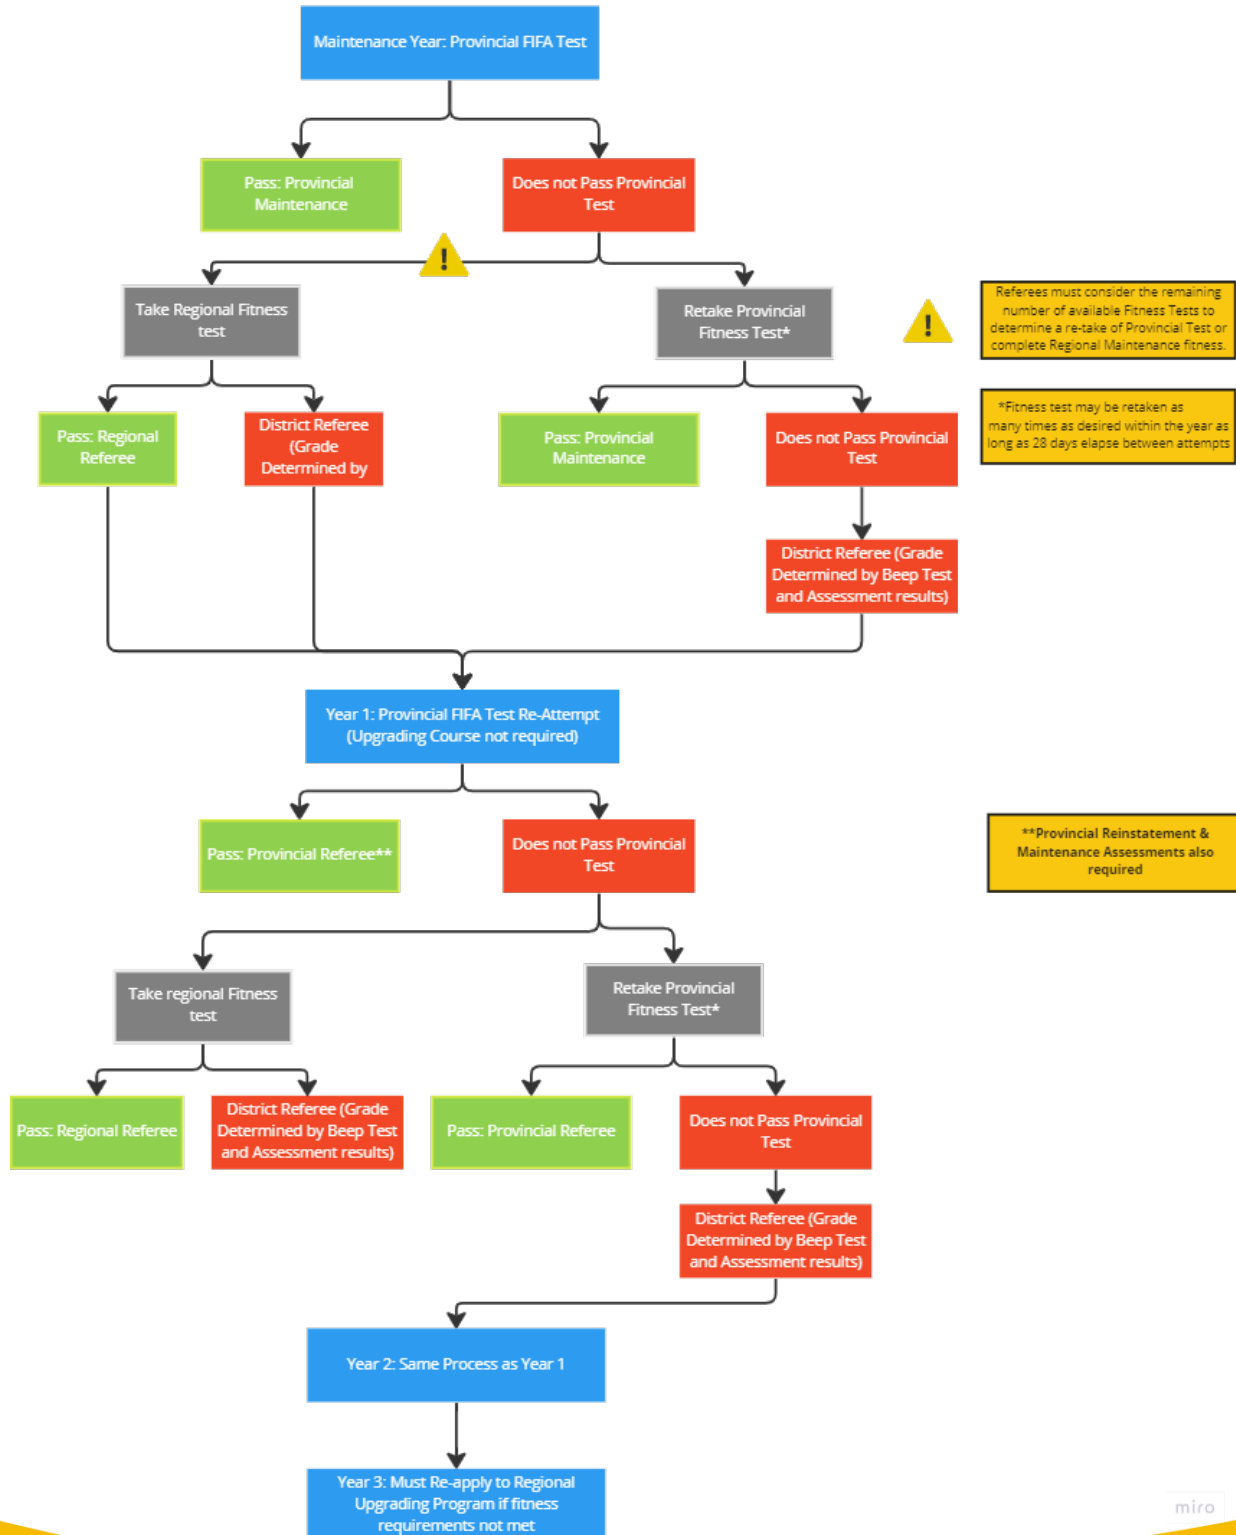 Maintenance Year: Provincial FIFA Test
Pass: Provincial
Maintenance
Does not Pass Provincial
Test
!
Take Regional Fitness
test
Retake Provincial
Fitness Test*
!
Referees must consider the remaining
number of available Fitness Tests to
determine a re-take of Provincial Test or
complete Regional Maintenance fitness.
Pass: Regional
Referee
District Referee
(Grade
Determined by
Pass: Provincial
Maintenance
Does not Pass Provincial
Test
*Fitness test may be retaken as
many times as desired within the year as
long as 28 days elapse between attempts
District Referee (Grade
Determined by Beep Test
and Assessment results)
Year 1: Provincial FIFA Test Re-Attempt
(Upgrading Course not required)
Pass: Provincial Referee**
Does not Pass Provincial
Test
**Provincial Reinstatement &
Maintenance Assessments also
required
Take regional Fitness
test
Retake Provincial
Fitness Test*
Pass: Regional Referee
District Referee (Grade
Determined by Beep Test
and Assessment results)
Pass: Provincial Referee
Does not Pass Provincial
Test
District Referee (Grade
Determined by Beep Test
and Assessment results)
Year 2: Same Process as Year 1
Year 3: Must Re-apply to Regional
Upgrading Program if fitness
requirements not met
miro